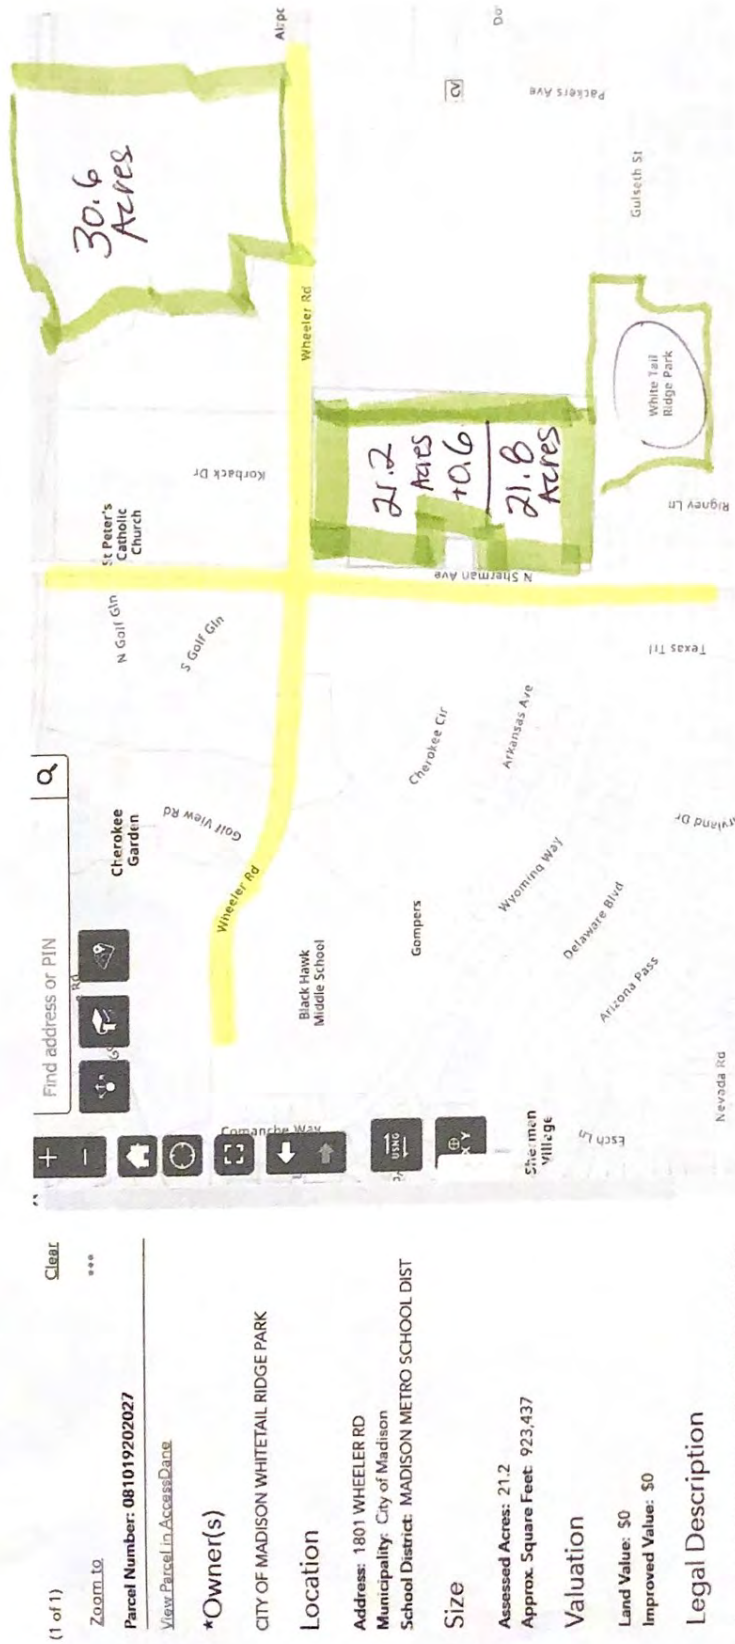 (1 of 1)
Clear
Zoom to
•••
Parcel Number: 081019202027
View Parcel in AccessDane
*Owner(s)
CITY OF MADISON WHITETAIL RIDGE PARK
Location
Address: 1801 WHEELER RD
Municipality: City of Madison
School District: MADISON METRO SCHOOL DIST
Size
Assessed Acres: 21.2
Approx. Square Feet: 923,437
Valuation
Land Value: $0
Improved Value: $0
Legal Description
+
−
Find address or PIN
USNG
X Y
Comanche Way
Cherokee
Garden
Golf View Rd
N Golf Gln
S Golf Gln
St Peter's
Catholic
Church
Korback Dr
30.6
Acres
Wheeler Rd
Wheeler Rd
Black Hawk
Middle School
Gompers
Cherokee Cir
Arkansas Ave
Wyoming Way
Delaware Blvd
Arizona Pass
Sherman
Village
Esch Ln
Nevada Rd
N Sherman Ave
21.2
Acres
+0.6
21.8
Acres
Texas Trl
Rigney Ln
White Tail
Ridge Park
Gulseth St
Packers Ave
CV